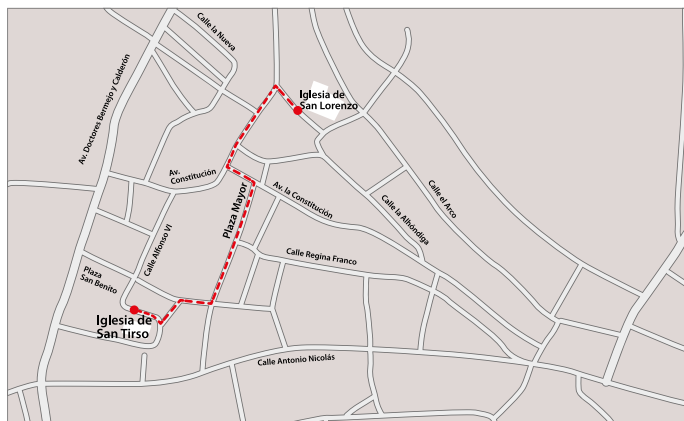 Calle la Nueva
Av. Doctores Bermejo y Calderón
Iglesia de
San Lorenzo
Av.
Constitución
Plaza Mayor
Av. la Constitución
Calle el Arco
Calle la Alhóndiga
Calle Alfonso VI
Calle Regina Franco
Plaza
San Benito
Iglesia de
San Tirso
Calle Antonio Nicolás